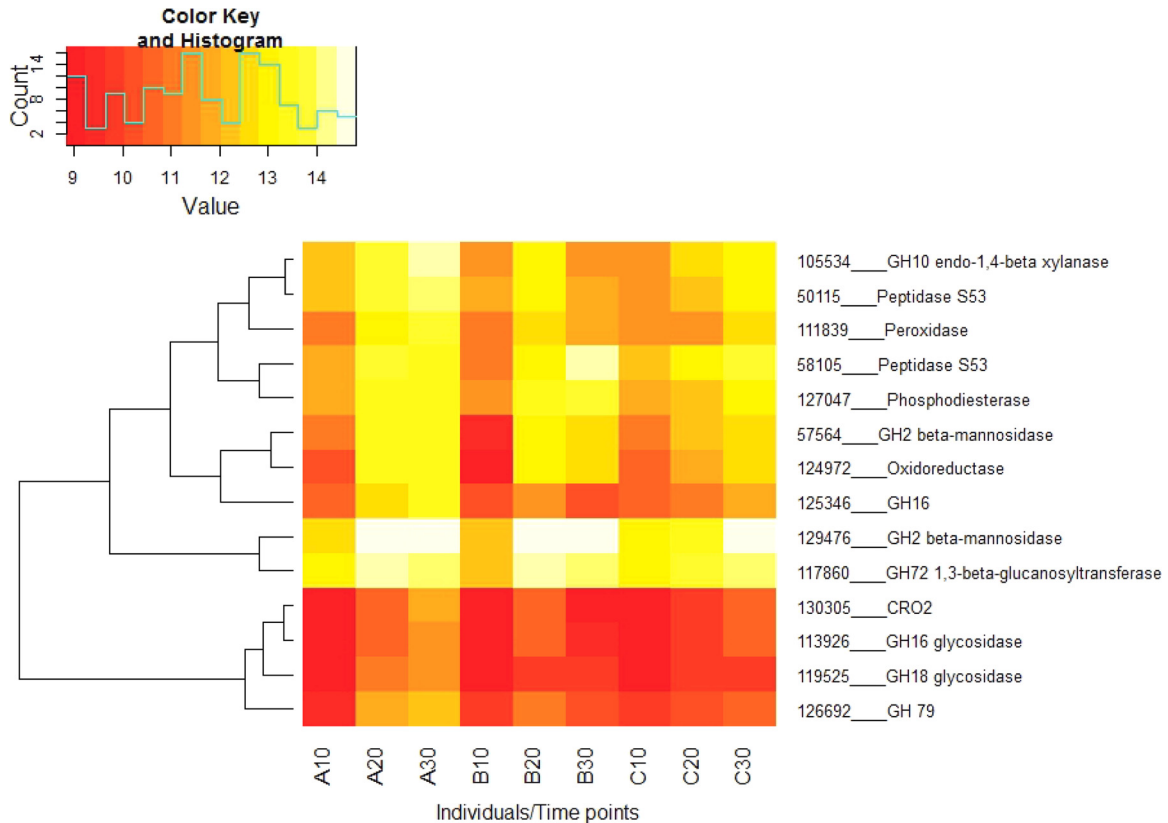 Color Key
and Histogram
Count
2 8 14
9 10 11 12 13 14
Value
105534____GH10 endo-1,4-beta xylanase
50115____Peptidase S53
111839____Peroxidase
58105____Peptidase S53
127047____Phosphodiesterase
57564____GH2 beta-mannosidase
124972____Oxidoreductase
125346____GH16
129476____GH2 beta-mannosidase
117860____GH72 1,3-beta-glucanosyltransferase
130305____CRO2
113926____GH16 glycosidase
119525____GH18 glycosidase
126692____GH 79
A10 A20 A30 B10 B20 B30 C10 C20 C30
Individuals/Time points